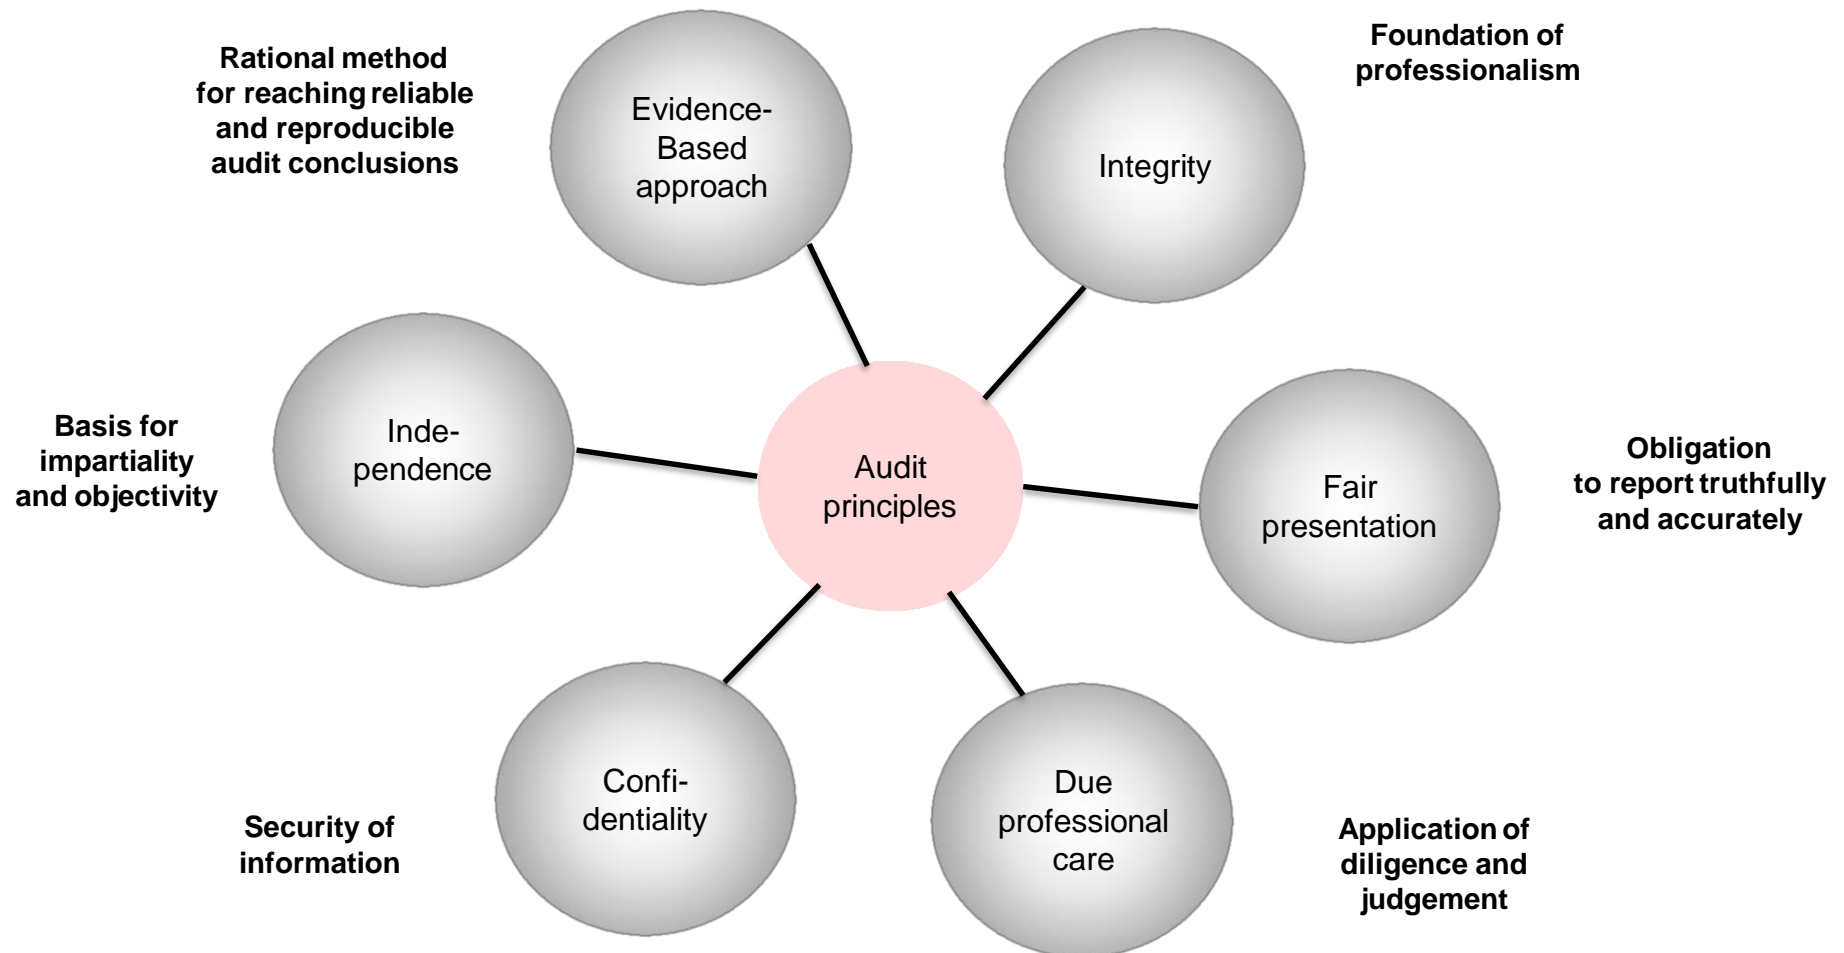 Rational method
for reaching reliable
and reproducible
audit conclusions
Evidence-
Based
approach
Foundation of
professionalism
Integrity
Basis for
impartiality
and objectivity
Inde-
pendence
Audit
principles
Fair
presentation
Obligation
to report truthfully
and accurately
Security of
information
Confi-
dentiality
Due
professional
care
Application of
diligence and
judgement